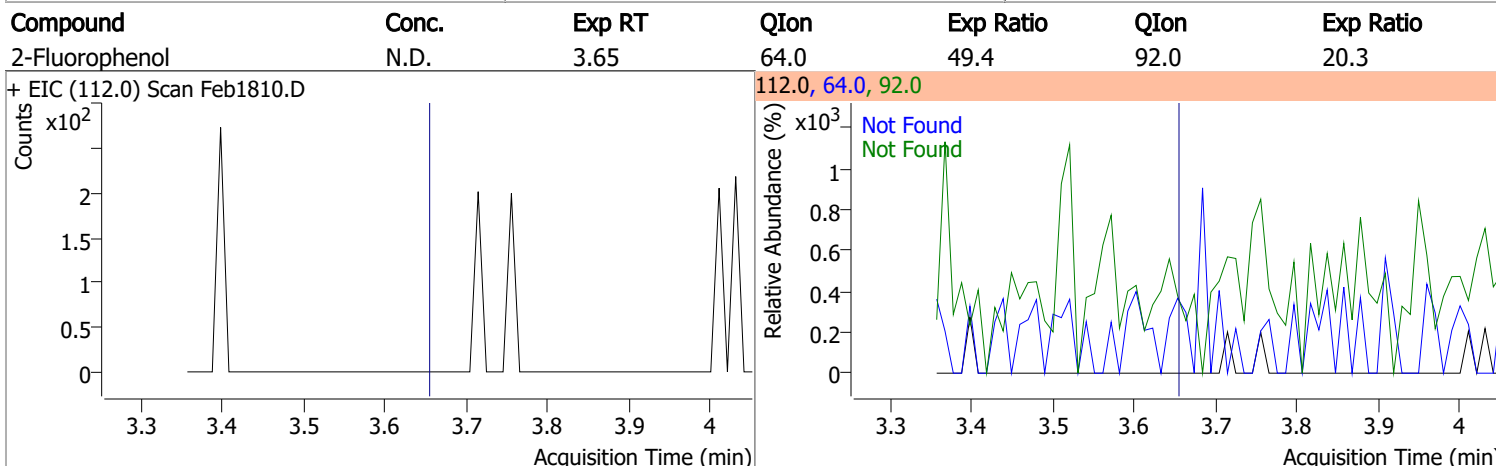 Compound Conc. Exp RT QIon Exp Ratio QIon Exp Ratio
2-Fluorophenol N.D. 3.65 64.0 49.4 92.0 20.3
+ EIC (112.0) Scan Feb1810.D
Counts
x10²
2
1.5
1
0.5
0
3.3 3.4 3.5 3.6 3.7 3.8 3.9 4
Acquisition Time (min)
112.0, 64.0, 92.0
Relative Abundance (%)
x10³
Not Found
Not Found
1
0.8
0.6
0.4
0.2
0
3.3 3.4 3.5 3.6 3.7 3.8 3.9 4
Acquisition Time (min)